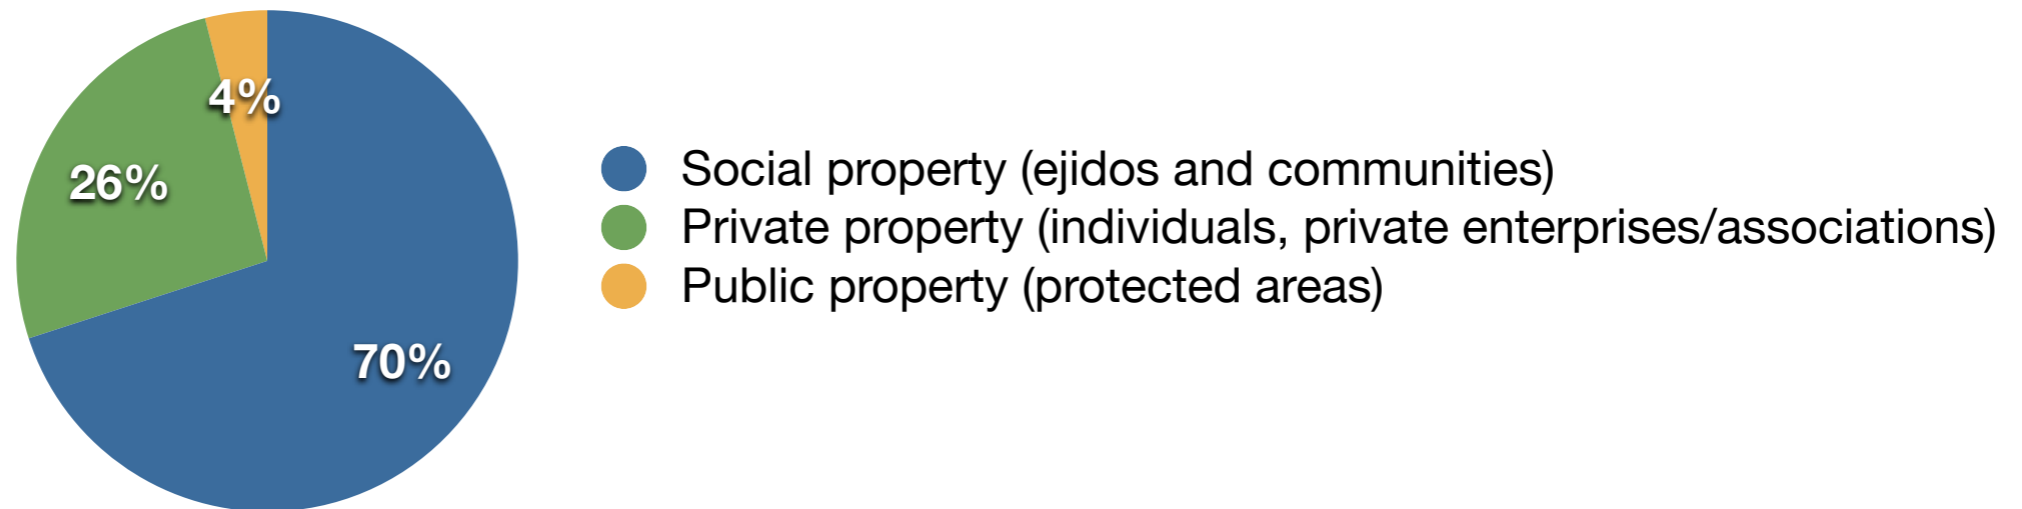 4%
26%
70%
Social property (ejidos and communities)
Private property (individuals, private enterprises/associations)
Public property (protected areas)